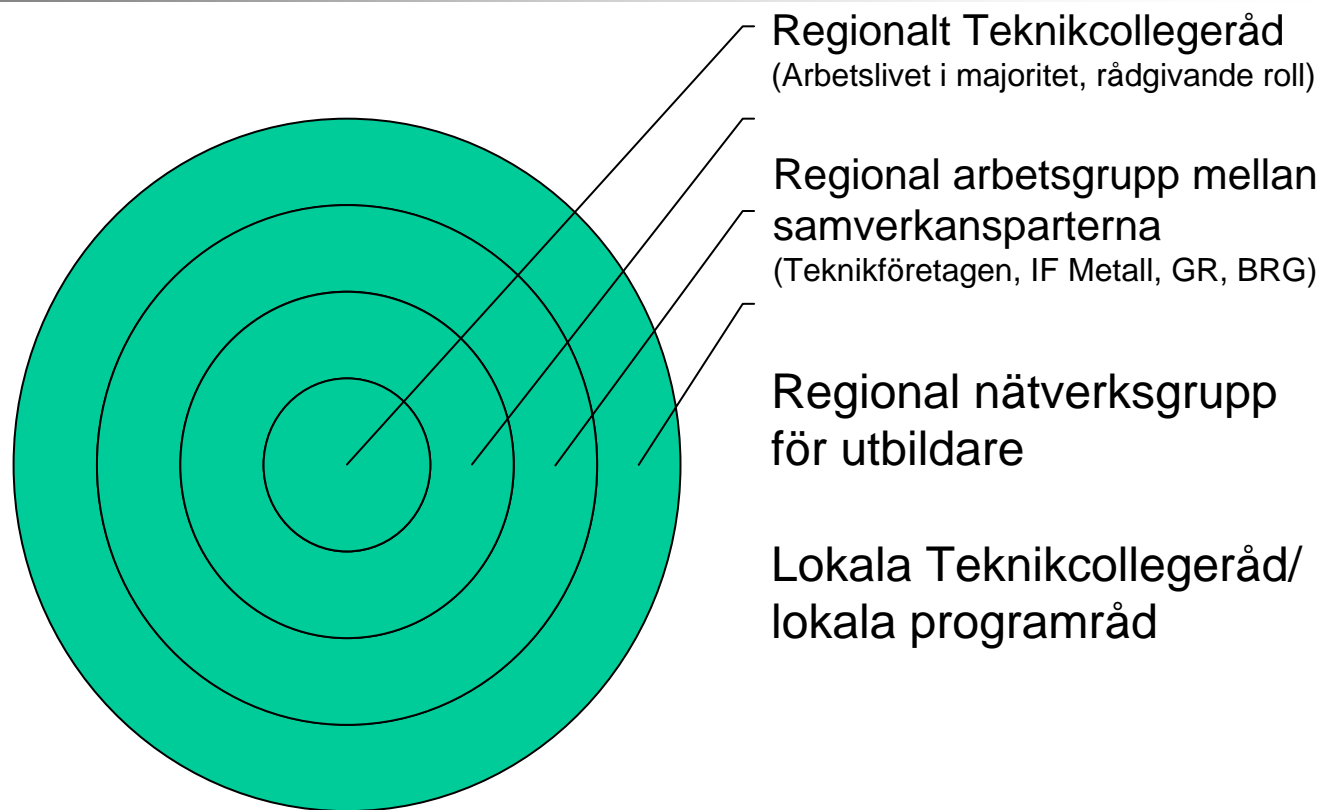 Regionalt Teknikcollegeråd
(Arbetslivet i majoritet, rådgivande roll)
Regional arbetsgrupp mellan
samverkansparterna
(Teknikföretagen, IF Metall, GR, BRG)
Regional nätverksgrupp
för utbildare
Lokala Teknikcollegeråd/
lokala programråd